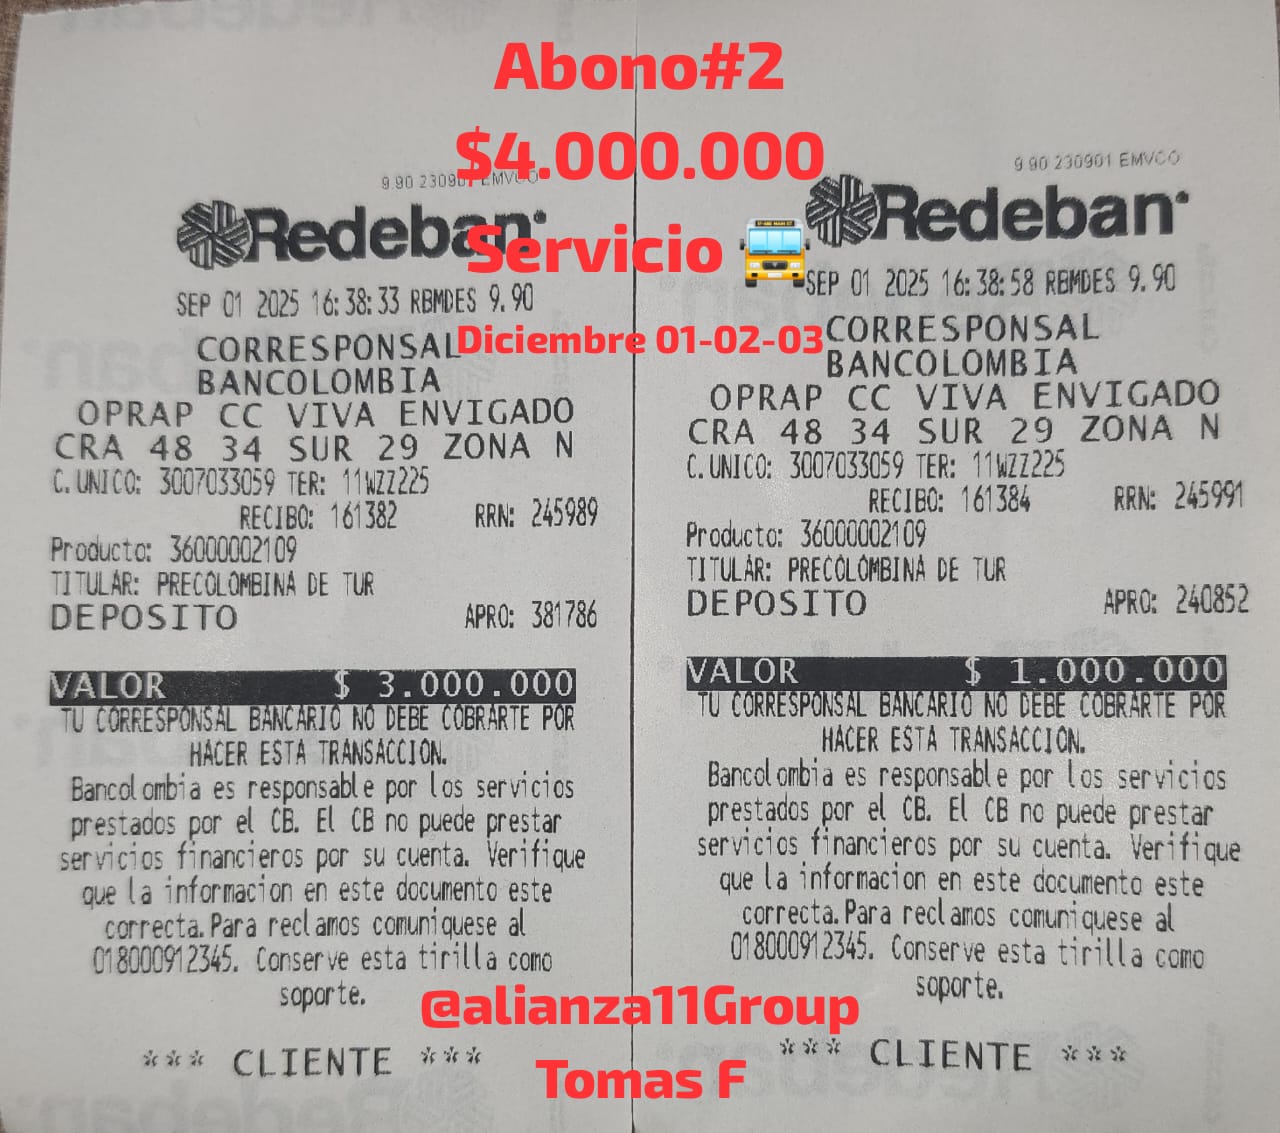 Abono#2
$4.000.000
Servicio
Diciembre 01-02-03
9.90 230901 EMVCO
Redeban
SEP 01 2025 16:38:33 RBMDES 9.90
CORRESPONSAL
BANCOLOMBIA
OPRAP CC VIVA ENVIGADO
CRA 48 34 SUR 29 ZONA N
C.UNICO: 3007033059 TER: 11WZZ225
RECIBO: 161382 RRN: 245989
Producto: 36000002109
TITULAR: PRECOLOMBINA DE TUR
DEPOSITO APRO: 381786
VALOR $ 3.000.000
TU CORRESPONSAL BANCARIO NO DEBE COBRARTE POR
HACER ESTA TRANSACCION.
Bancolombia es responsable por los servicios
prestados por el CB. El CB no puede prestar
servicios financieros por su cuenta. Verifique
que la informacion en este documento este
correcta. Para reclamos comuniquese al
018000912345. Conserve esta tirilla como
soporte.
*** CLIENTE ***
9.90 230901 EMVCO
Redeban
SEP 01 2025 16:38:58 RBMDES 9.90
CORRESPONSAL
BANCOLOMBIA
OPRAP CC VIVA ENVIGADO
CRA 48 34 SUR 29 ZONA N
C.UNICO: 3007033059 TER: 11WZZ225
RECIBO: 161384 RRN: 245991
Producto: 36000002109
TITULAR: PRECOLOMBINA DE TUR
DEPOSITO APRO: 240852
VALOR $ 1.000.000
TU CORRESPONSAL BANCARIO NO DEBE COBRARTE POR
HACER ESTA TRANSACCION.
Bancolombia es responsable por los servicios
prestados por el CB. El CB no puede prestar
servicios financieros por su cuenta. Verifique
que la informacion en este documento este
correcta. Para reclamos comuniquese al
018000912345. Conserve esta tirilla como
soporte.
*** CLIENTE ***
@alianza11Group
Tomas F